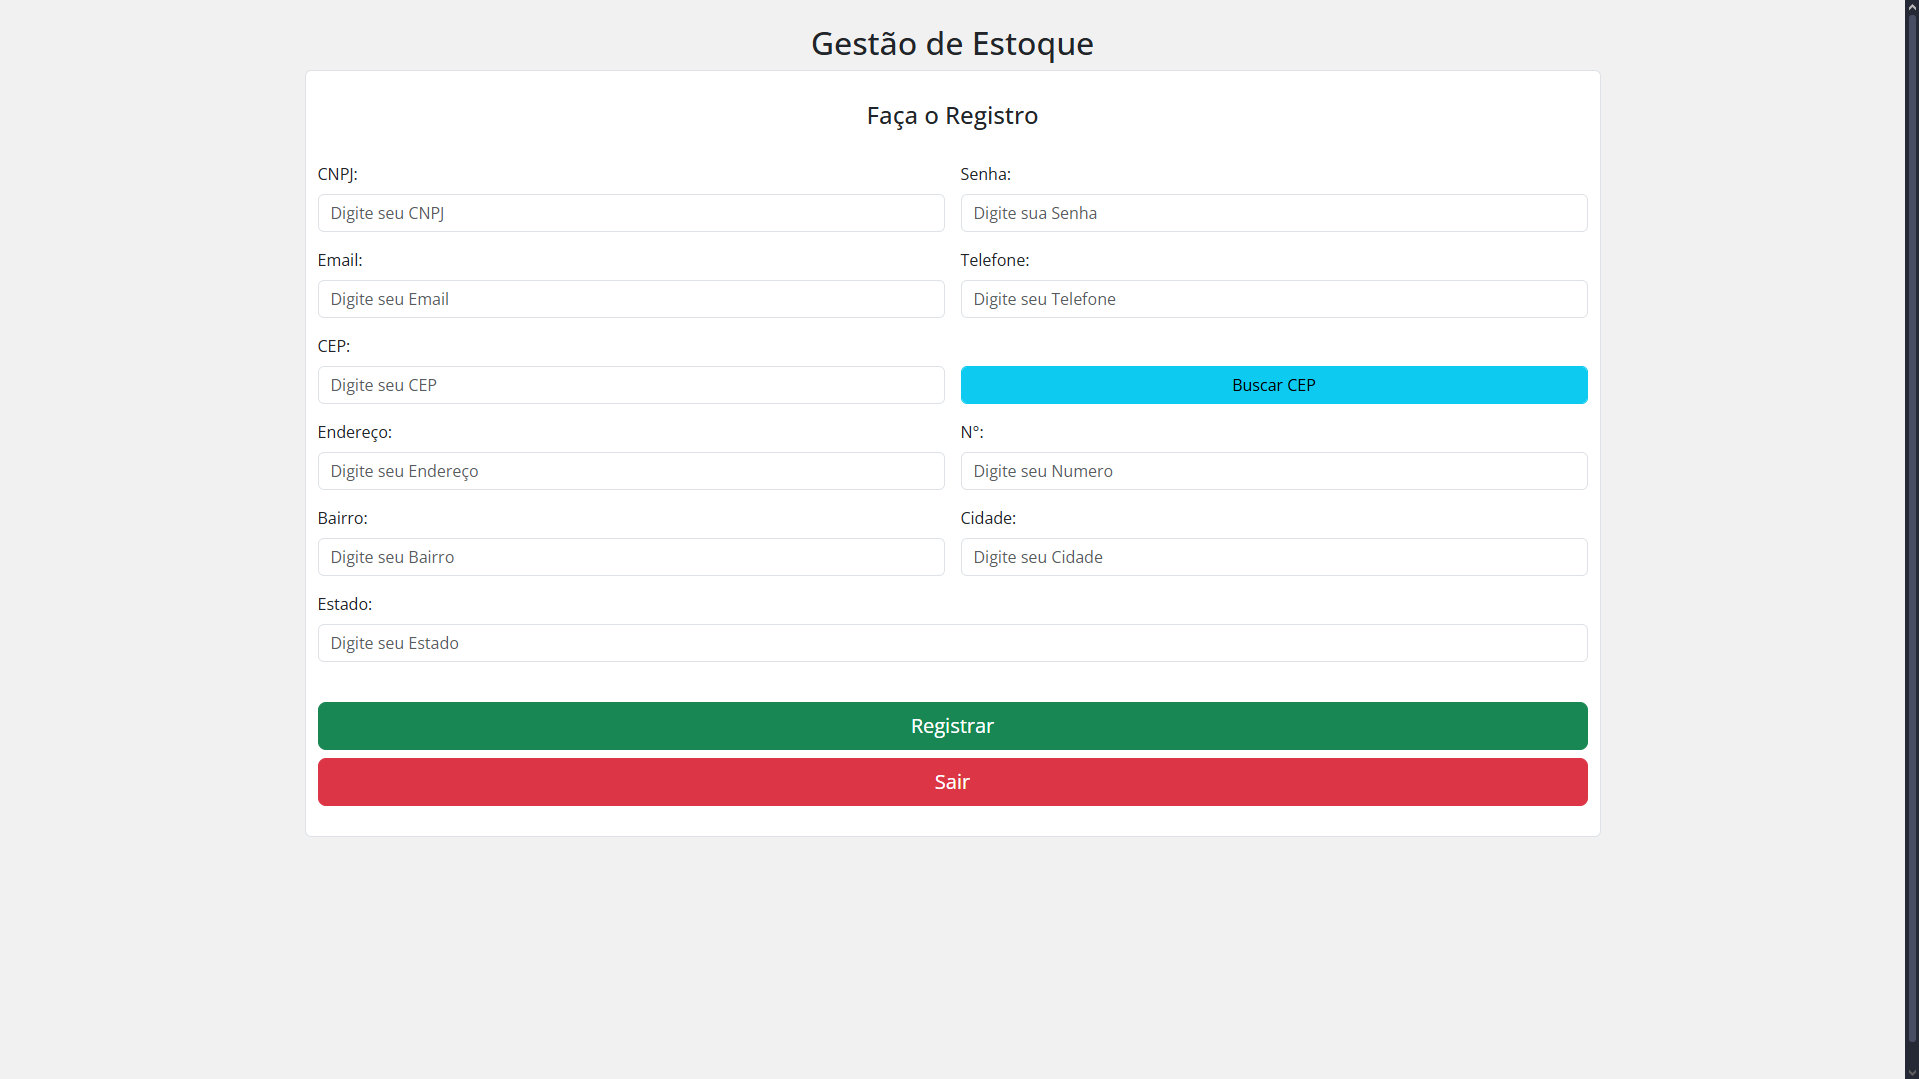 Gestão de Estoque
Faça o Registro
CNPJ:
Senha:
Digite seu CNPJ
Digite sua Senha
Email:
Telefone:
Digite seu Email
Digite seu Telefone
CEP:
Digite seu CEP
Buscar CEP
Endereço:
N°:
Digite seu Endereço
Digite seu Numero
Bairro:
Cidade:
Digite seu Bairro
Digite seu Cidade
Estado:
Digite seu Estado
Registrar
Sair